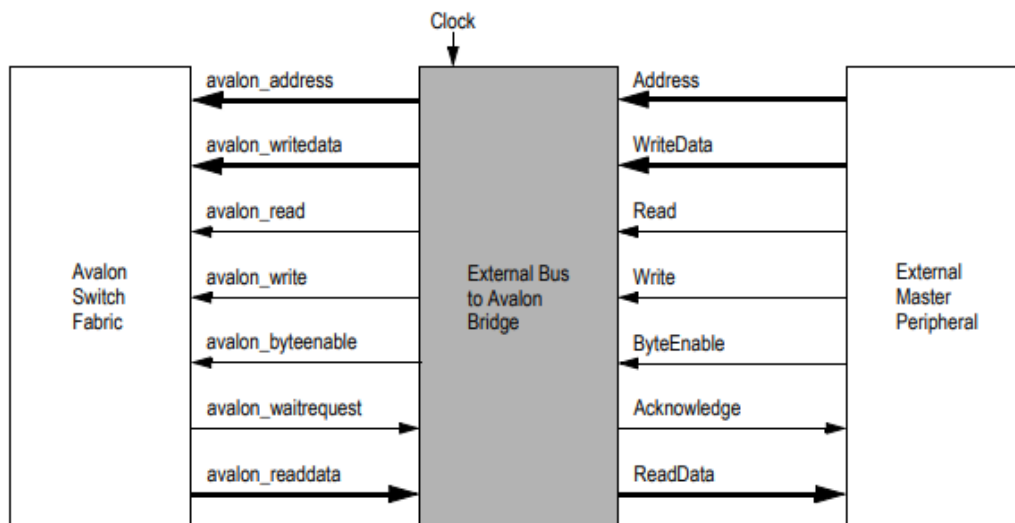 Clock
avalon_address
Address
avalon_writedata
WriteData
avalon_read
Read
Avalon
Switch
Fabric
avalon_write
External Bus
to Avalon
Bridge
Write
External
Master
Peripheral
avalon_byteenable
ByteEnable
avalon_waitrequest
Acknowledge
avalon_readdata
ReadData